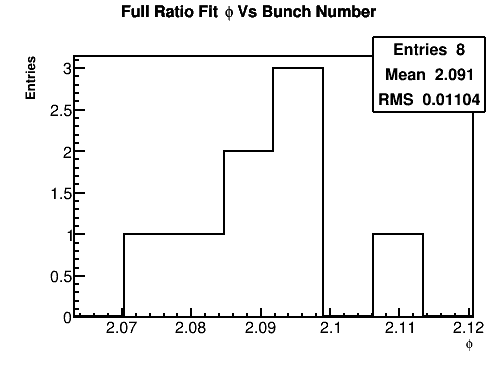 Full Ratio Fit ϕ Vs Bunch Number
Entries 8
Mean 2.091
RMS 0.01104
Entries
3
2.5
2
1.5
1
0.5
0
2.07 2.08 2.09 2.1 2.11 2.12
ϕ